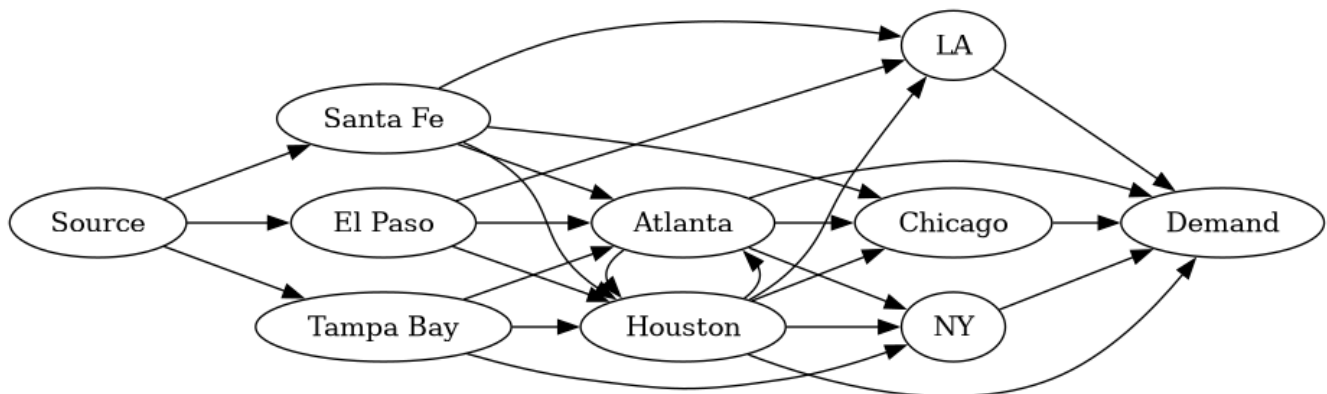 LA
Santa Fe
Source
El Paso
Atlanta
Chicago
Demand
Tampa Bay
Houston
NY